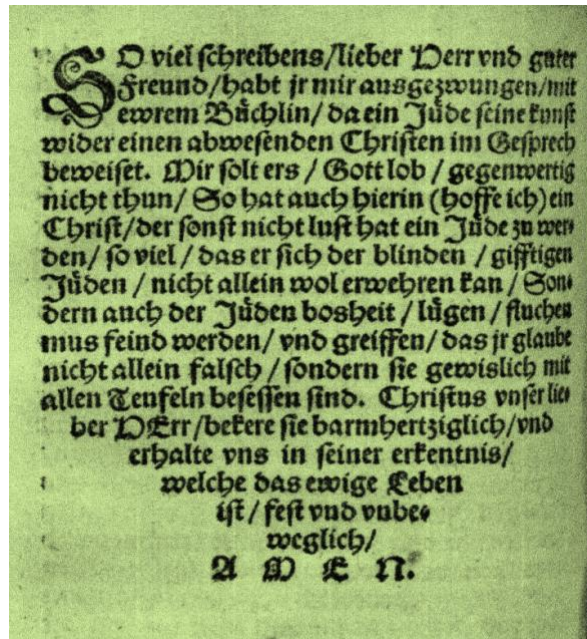 SO viel schreibens/lieber Herr vnd guter
Freund/habt jr mir ausgezwungen/mit
ewrem Büchlin/da ein Jüde seine kunst
wider einen abwesenden Christen im Gesprech
beweiset. Mir solt ers / Gott lob / gegenwertig
nicht thun/ So hat auch hierin (hoffe ich) ein
Christ/der sonst nicht lust hat ein Jüde zu wer-
den/ so viel / das er sich der blinden / gifftigen
Jüden / nicht allein wol erwehren kan / Son-
dern auch der Jüden bosheit / lügen / fluchen
mus feind werden/ vnd greiffen/ das jr glaube
nicht allein falsch/sondern sie gewislich mit
allen Teufeln besessen sind. Christus vnser lie-
ber HErr/bekere sie barmhertziglich/vnd
erhalte vns in seiner erkentnis/
welche das ewige Leben
ist/ fest vnd vnbe-
weglich/
A M E N.